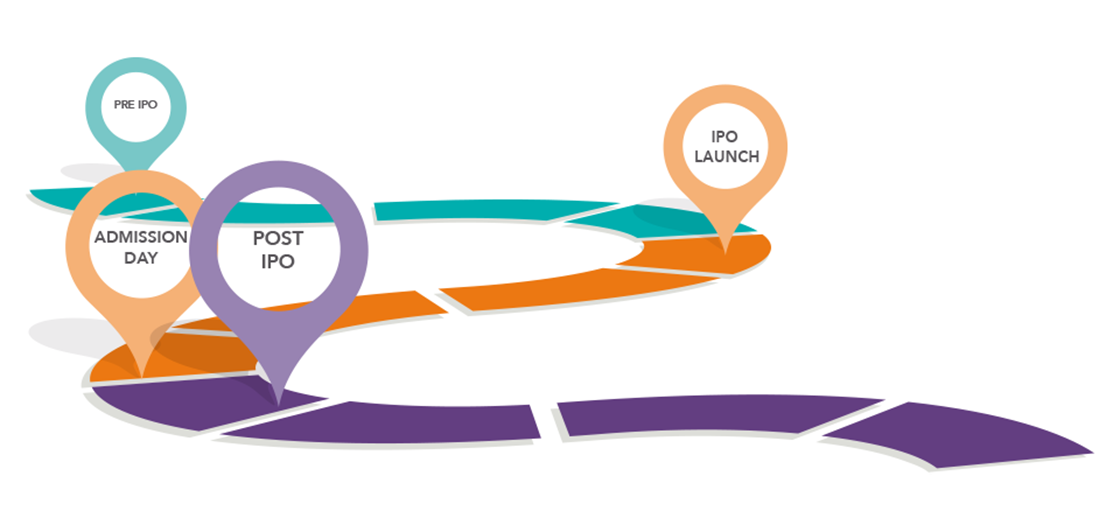 PRE IPO
IPO
LAUNCH
ADMISSION
DAY
POST
IPO